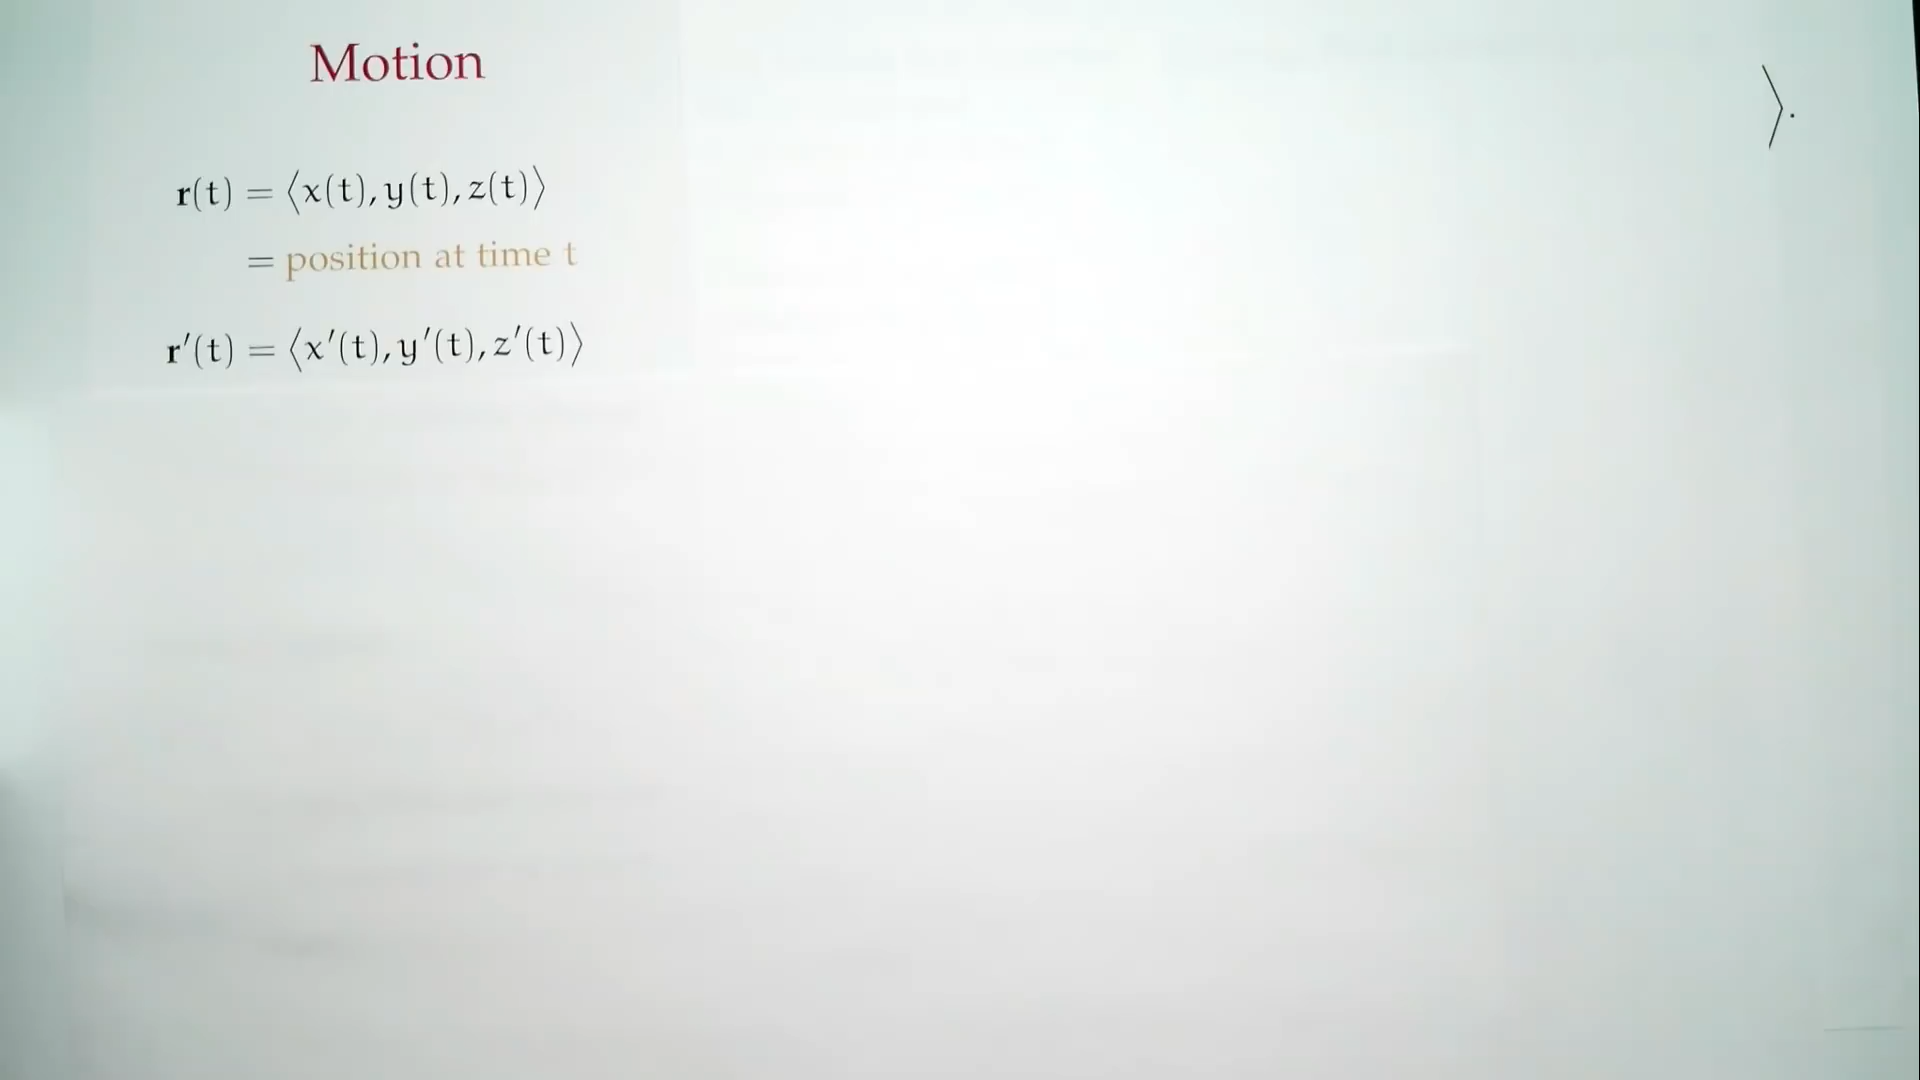 Motion
r(t) = ⟨x(t), y(t), z(t)⟩
= position at time t
r′(t) = ⟨x′(t), y′(t), z′(t)⟩
⟩.